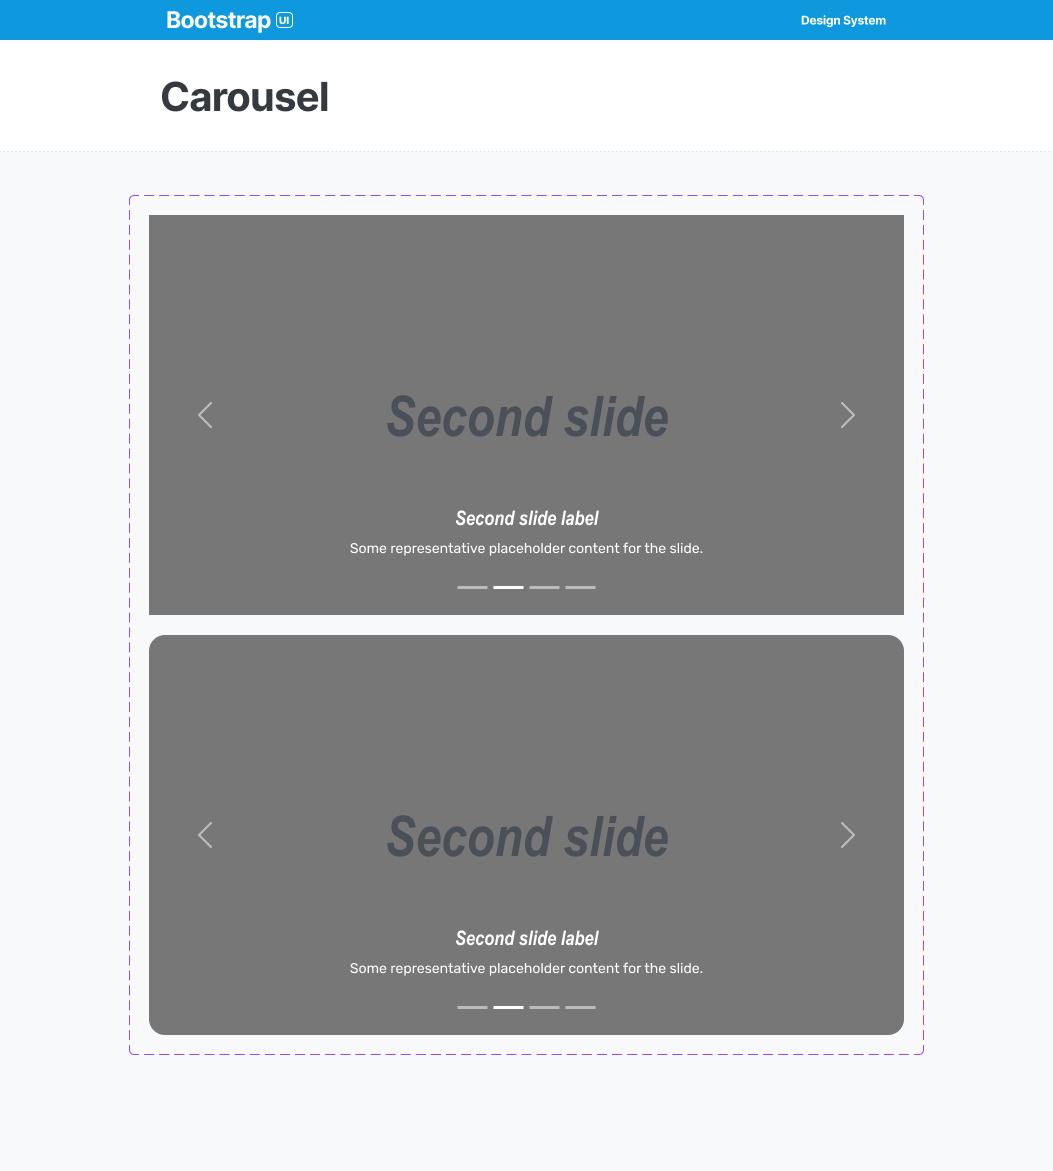 Bootstrap UI
Design System
Carousel
Second slide
Second slide label
Some representative placeholder content for the slide.
Second slide
Second slide label
Some representative placeholder content for the slide.